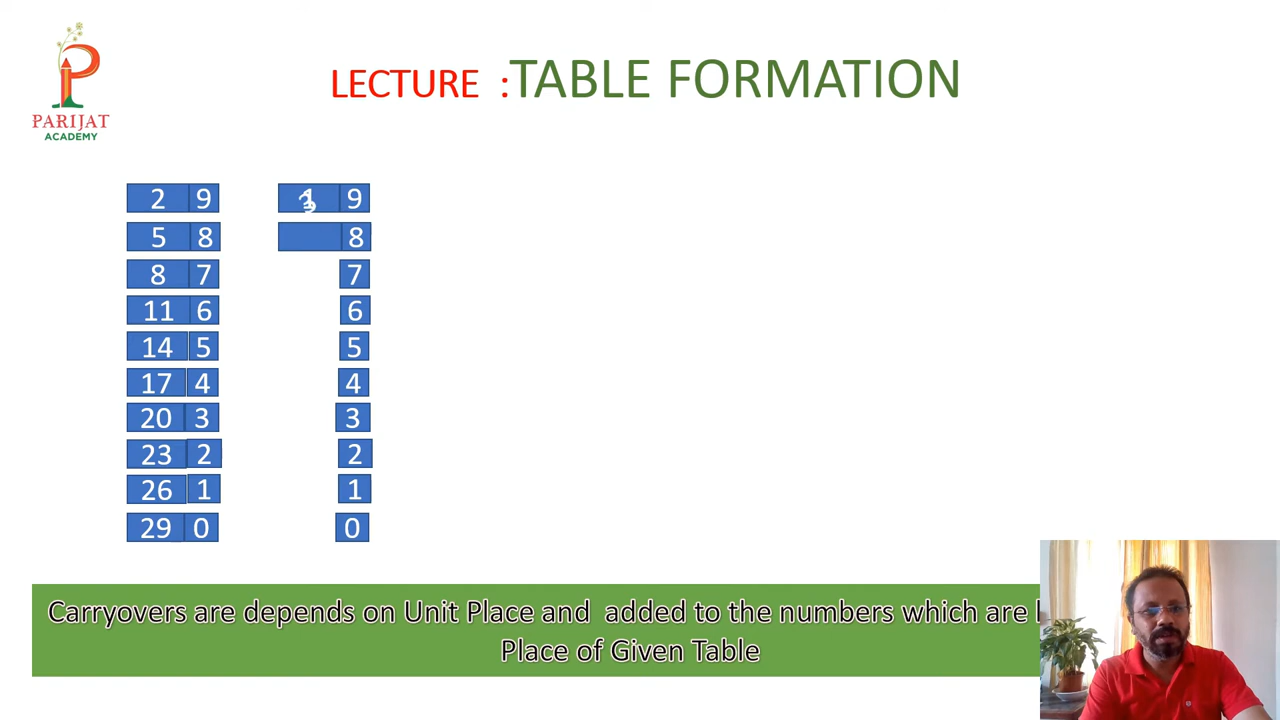 PARIJAT
ACADEMY
LECTURE :TABLE FORMATION
2 9 9
5 8 8
8 7 7
11 6 6
14 5 5
17 4 4
20 3 3
23 2 2
26 1 1
29 0 0
Carryovers are depends on Unit Place and added to the numbers which are
Place of Given Table